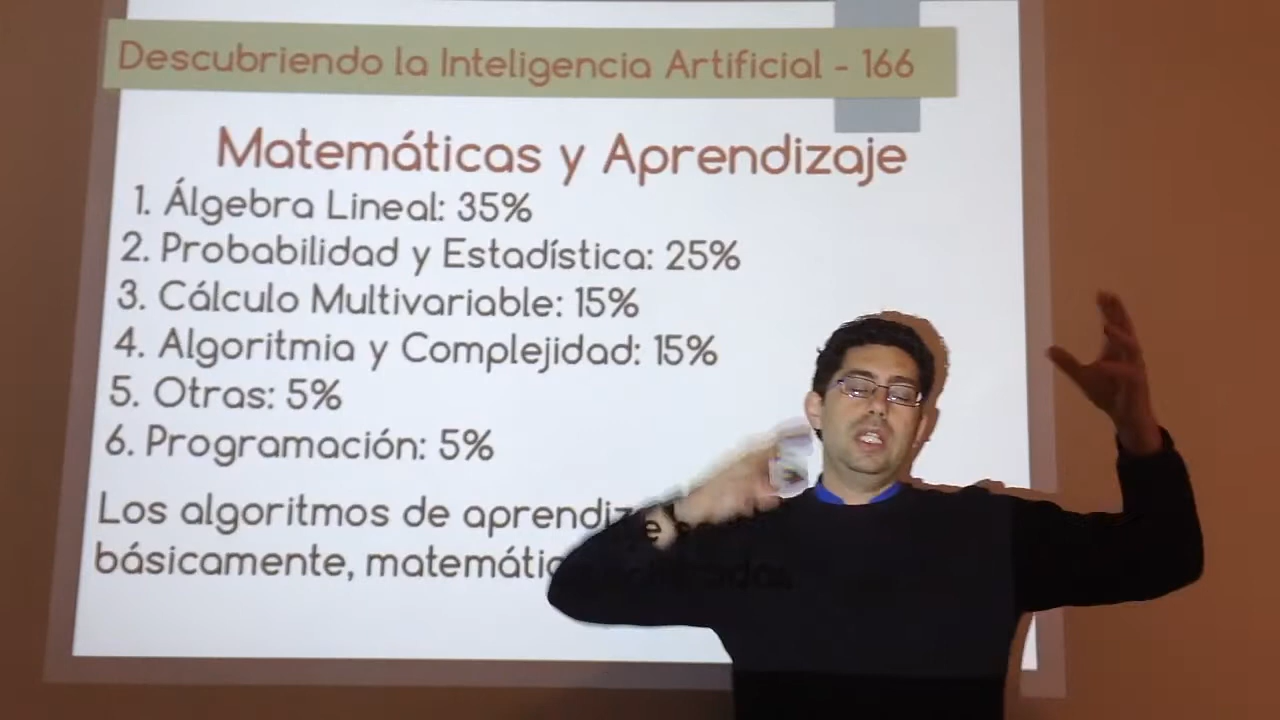 Descubriendo la Inteligencia Artificial - 166
Matemáticas y Aprendizaje
1. Álgebra Lineal: 35%
2. Probabilidad y Estadística: 25%
3. Cálculo Multivariable: 15%
4. Algoritmia y Complejidad: 15%
5. Otras: 5%
6. Programación: 5%
Los algoritmos de
básicamente,